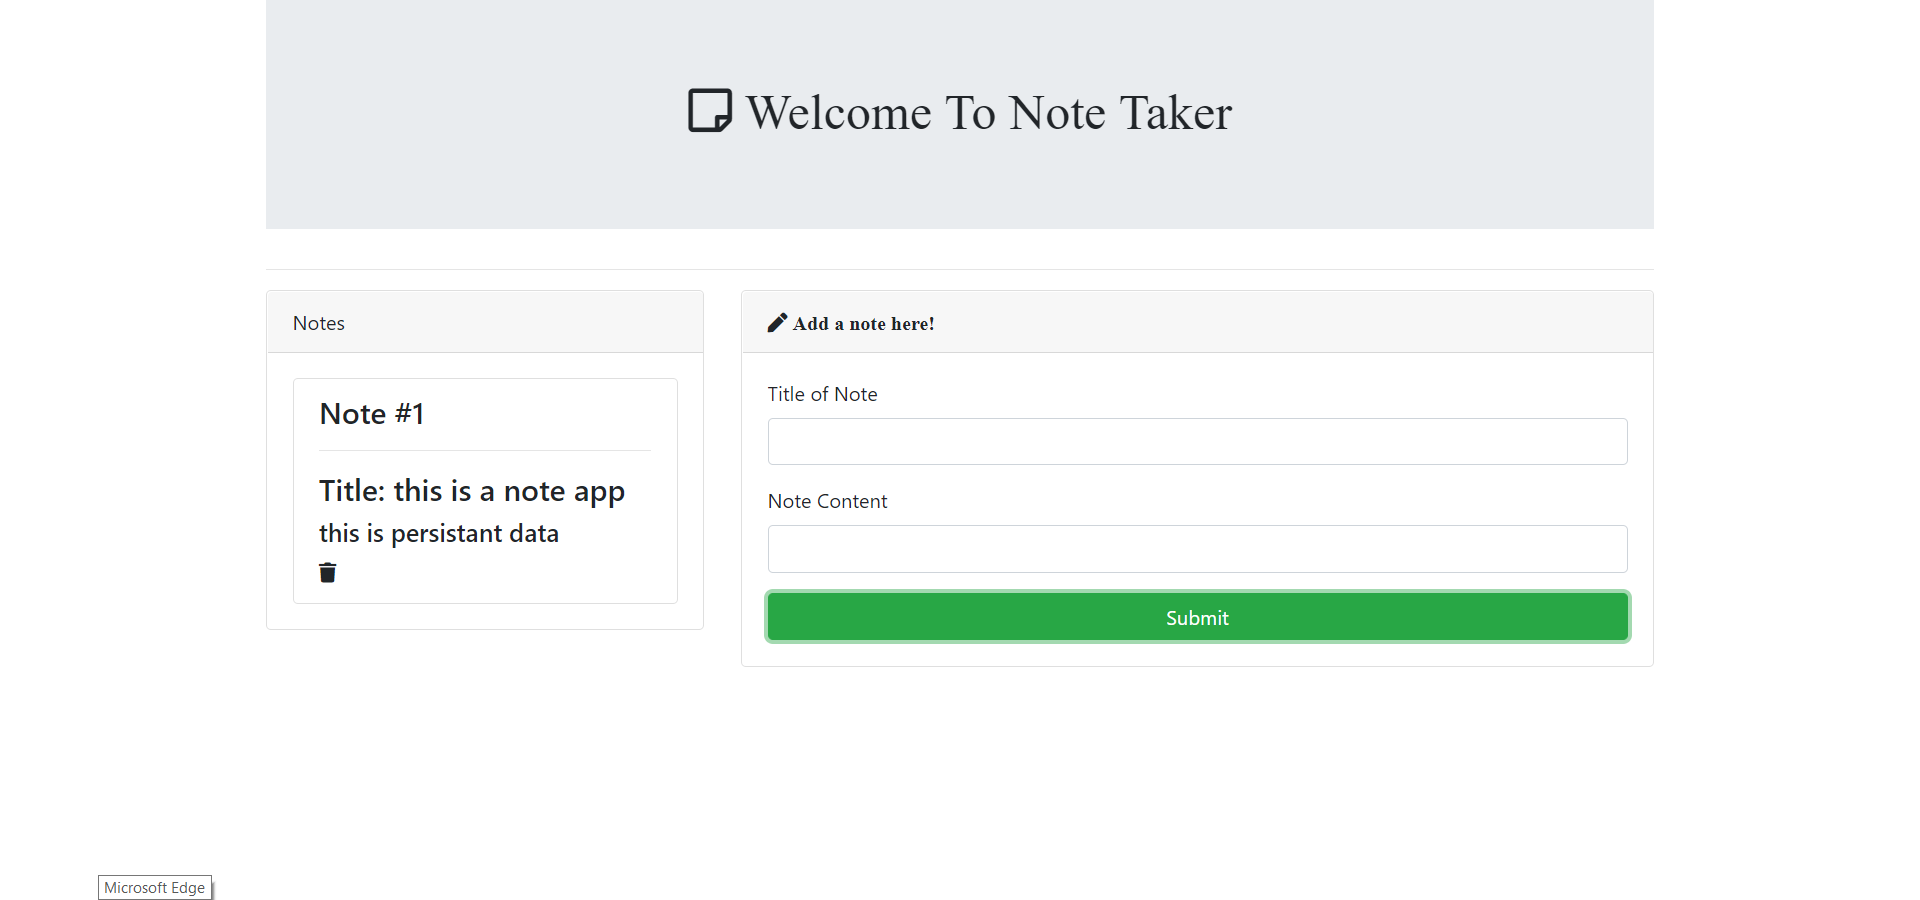 Welcome To Note Taker
Notes
Note #1
Title: this is a note app
this is persistant data
Add a note here!
Title of Note
Note Content
Submit
Microsoft Edge